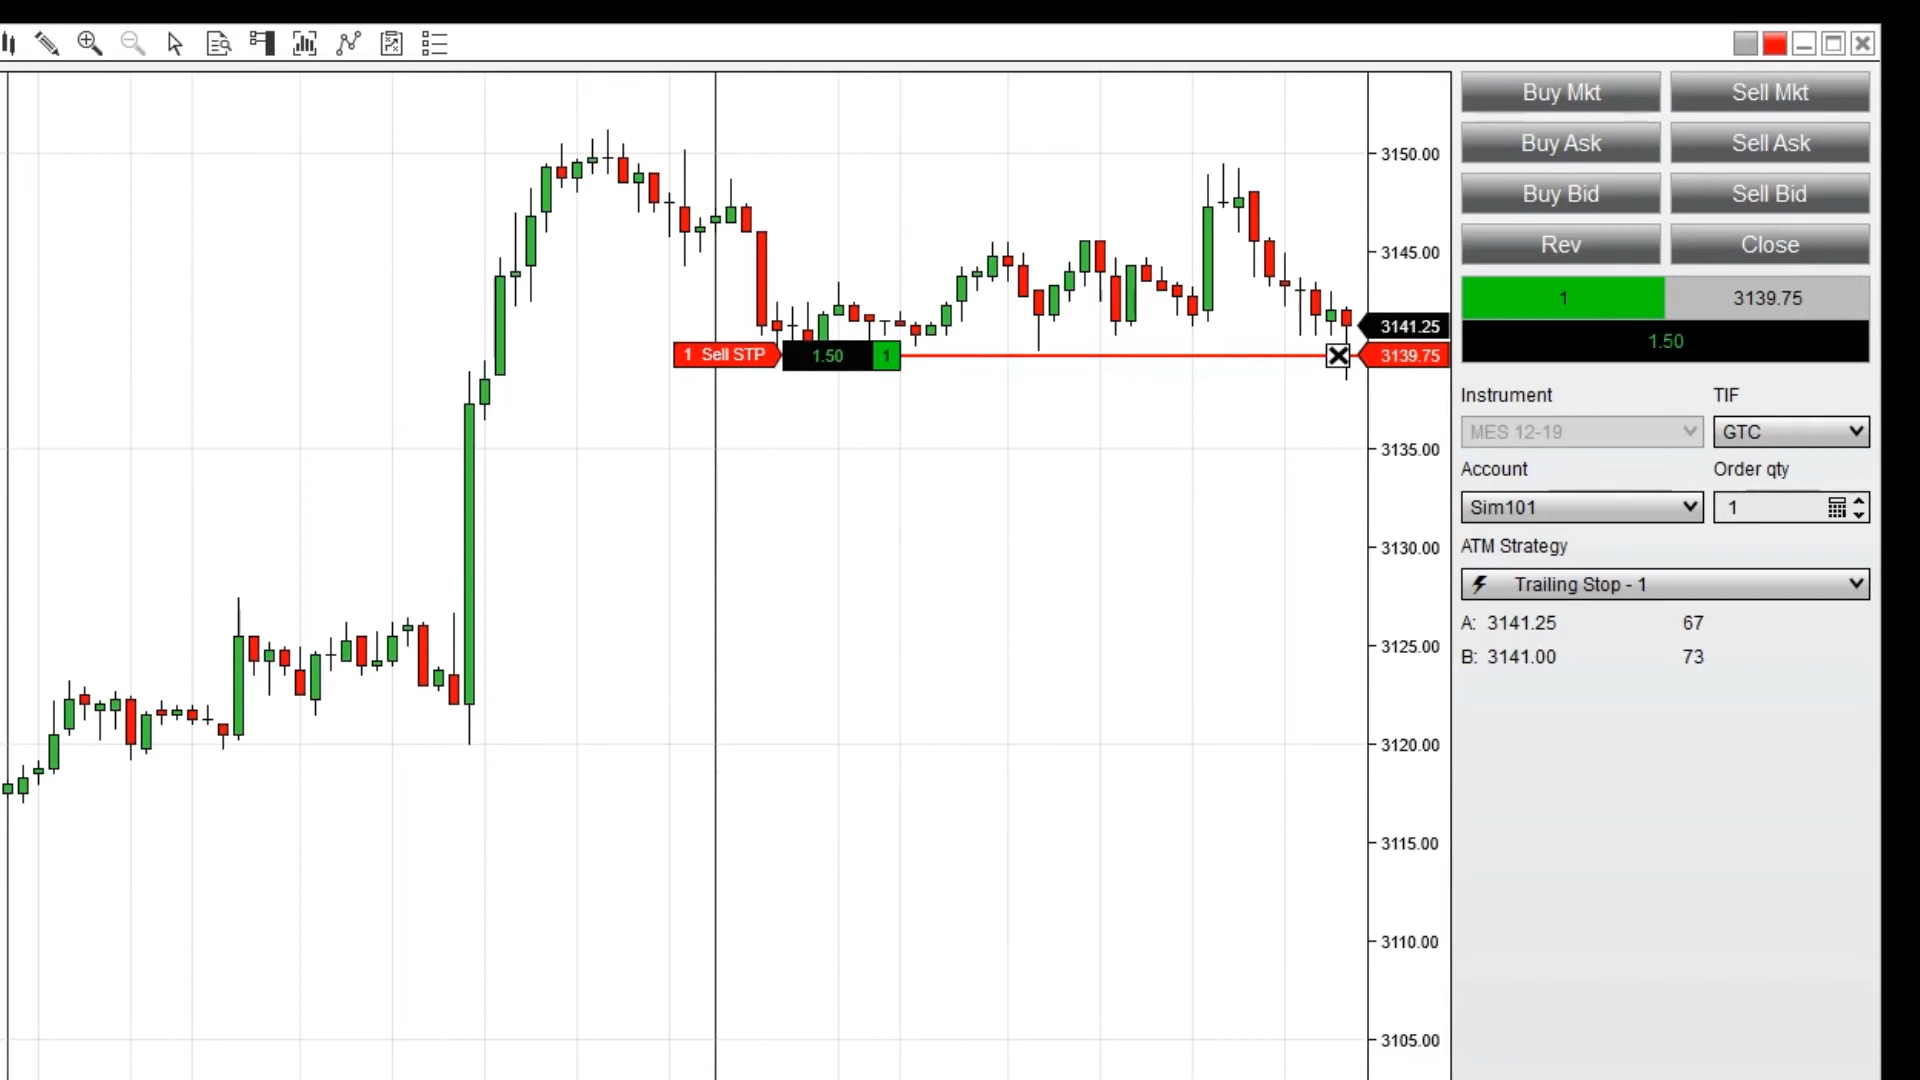 Buy Mkt
Sell Mkt
Buy Ask
Sell Ask
Buy Bid
Sell Bid
Rev
Close
1
3139.75
1.50
Instrument
TIF
MES 12-19
GTC
Account
Order qty
Sim101
1
ATM Strategy
Trailing Stop - 1
A: 3141.25 67
B: 3141.00 73
3150.00
3145.00
3141.25
1 Sell STP 1.50 1
3139.75
3135.00
3130.00
3125.00
3120.00
3115.00
3110.00
3105.00